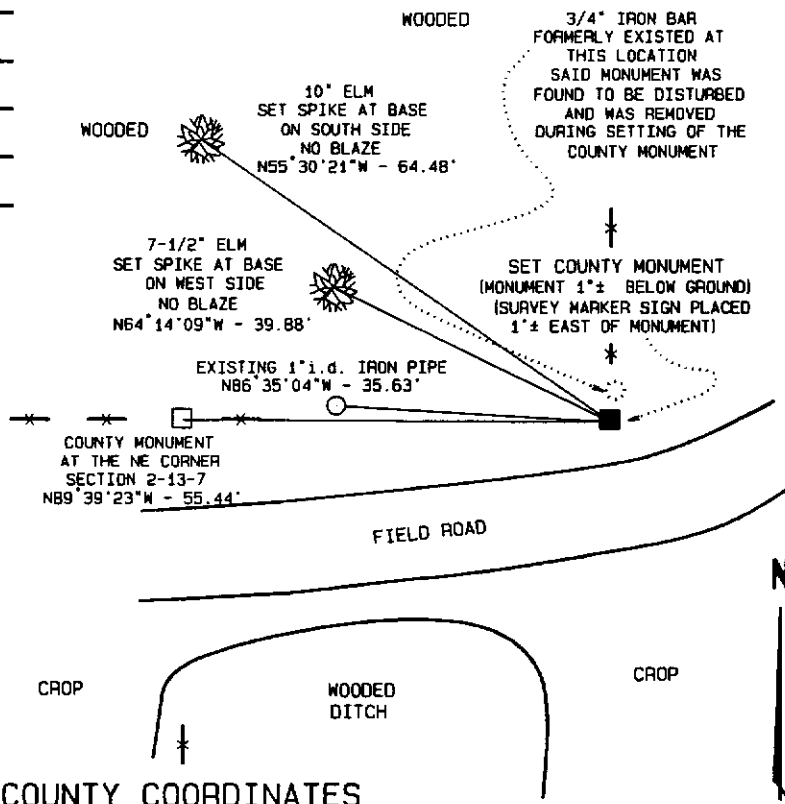 WOODED
3/4" IRON BAR
FORMERLY EXISTED AT
THIS LOCATION
SAID MONUMENT WAS
FOUND TO BE DISTURBED
AND WAS REMOVED
DURING SETTING OF THE
COUNTY MONUMENT
10" ELM
SET SPIKE AT BASE
ON SOUTH SIDE
NO BLAZE
N55°30'21"W - 64.48'
WOODED
7-1/2" ELM
SET SPIKE AT BASE
ON WEST SIDE
NO BLAZE
N64°14'09"W - 39.88'
SET COUNTY MONUMENT
(MONUMENT 1'± BELOW GROUND)
(SURVEY MARKER SIGN PLACED
1'± EAST OF MONUMENT)
EXISTING 1"i.d. IRON PIPE
N86°35'04"W - 35.63'
COUNTY MONUMENT
AT THE NE CORNER
SECTION 2-13-7
N89°39'23"W - 55.44'
FIELD ROAD
N
CROP
WOODED
DITCH
CROP
COUNTY COORDINATES